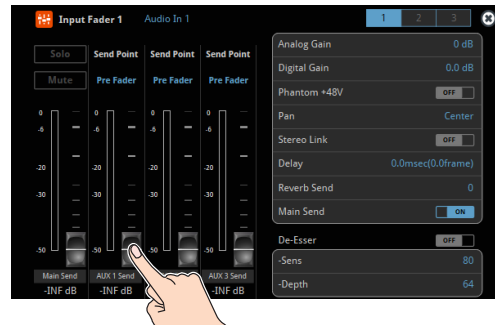 Input Fader 1 Audio In 1 1 2 3
Solo Send Point Send Point Send Point
Mute Pre Fader Pre Fader Pre Fader
0 0 0 0
-6 -6 -6 -6
-20 -20 -20 -20
-30 -30 -30 -30
-50 -50 -50 -50
Main Send AUX 1 Send AUX 3 Send
-INF dB -INF dB -INF dB
Analog Gain 0 dB
Digital Gain 0.0 dB
Phantom +48V OFF
Pan Center
Stereo Link OFF
Delay 0.0msec(0.0frame)
Reverb Send 0
Main Send ON
De-Esser OFF
-Sens 80
-Depth 64